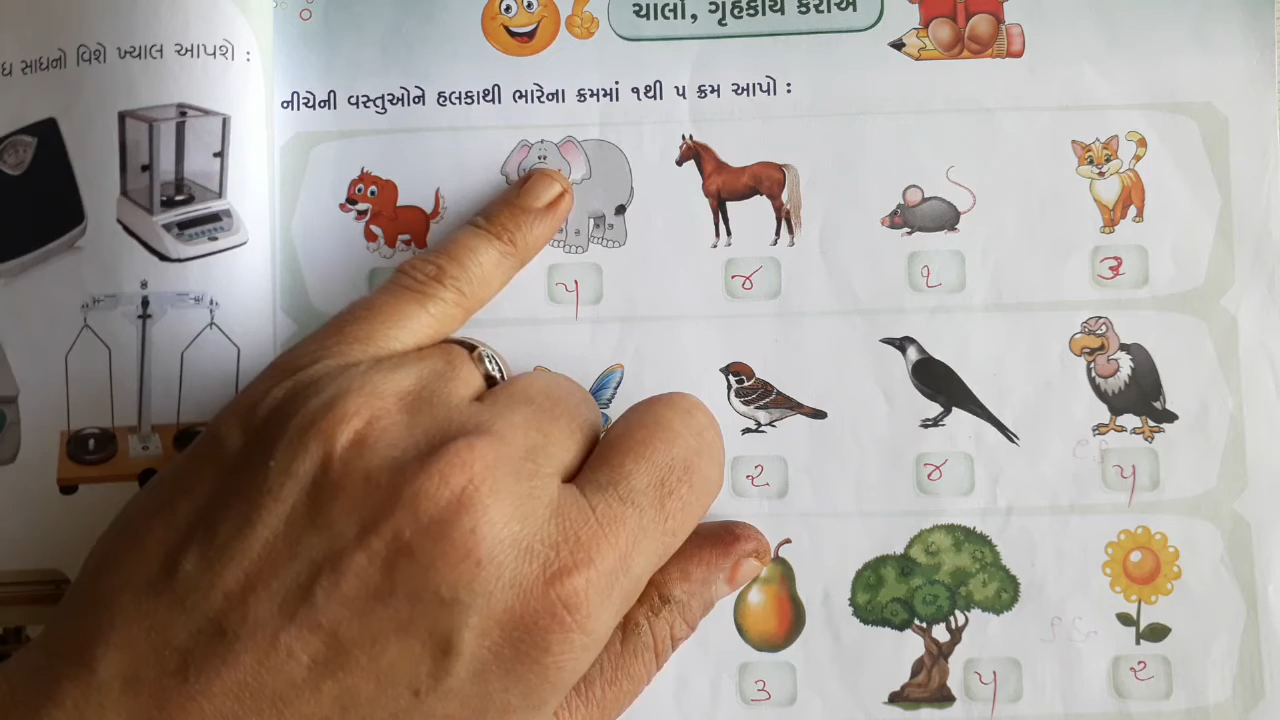 ચાલો, ગૃહકાર્ય કરીએ
ધ સાધનો વિશે ખ્યાલ આપશે :
નીચેની વસ્તુઓને હલકાથી ભારેના ક્રમમાં ૧થી ૫ ક્રમ આપો :
૫ ૪ ૧ ૩
૨ ૪ ૫
૩ ૫ ૨